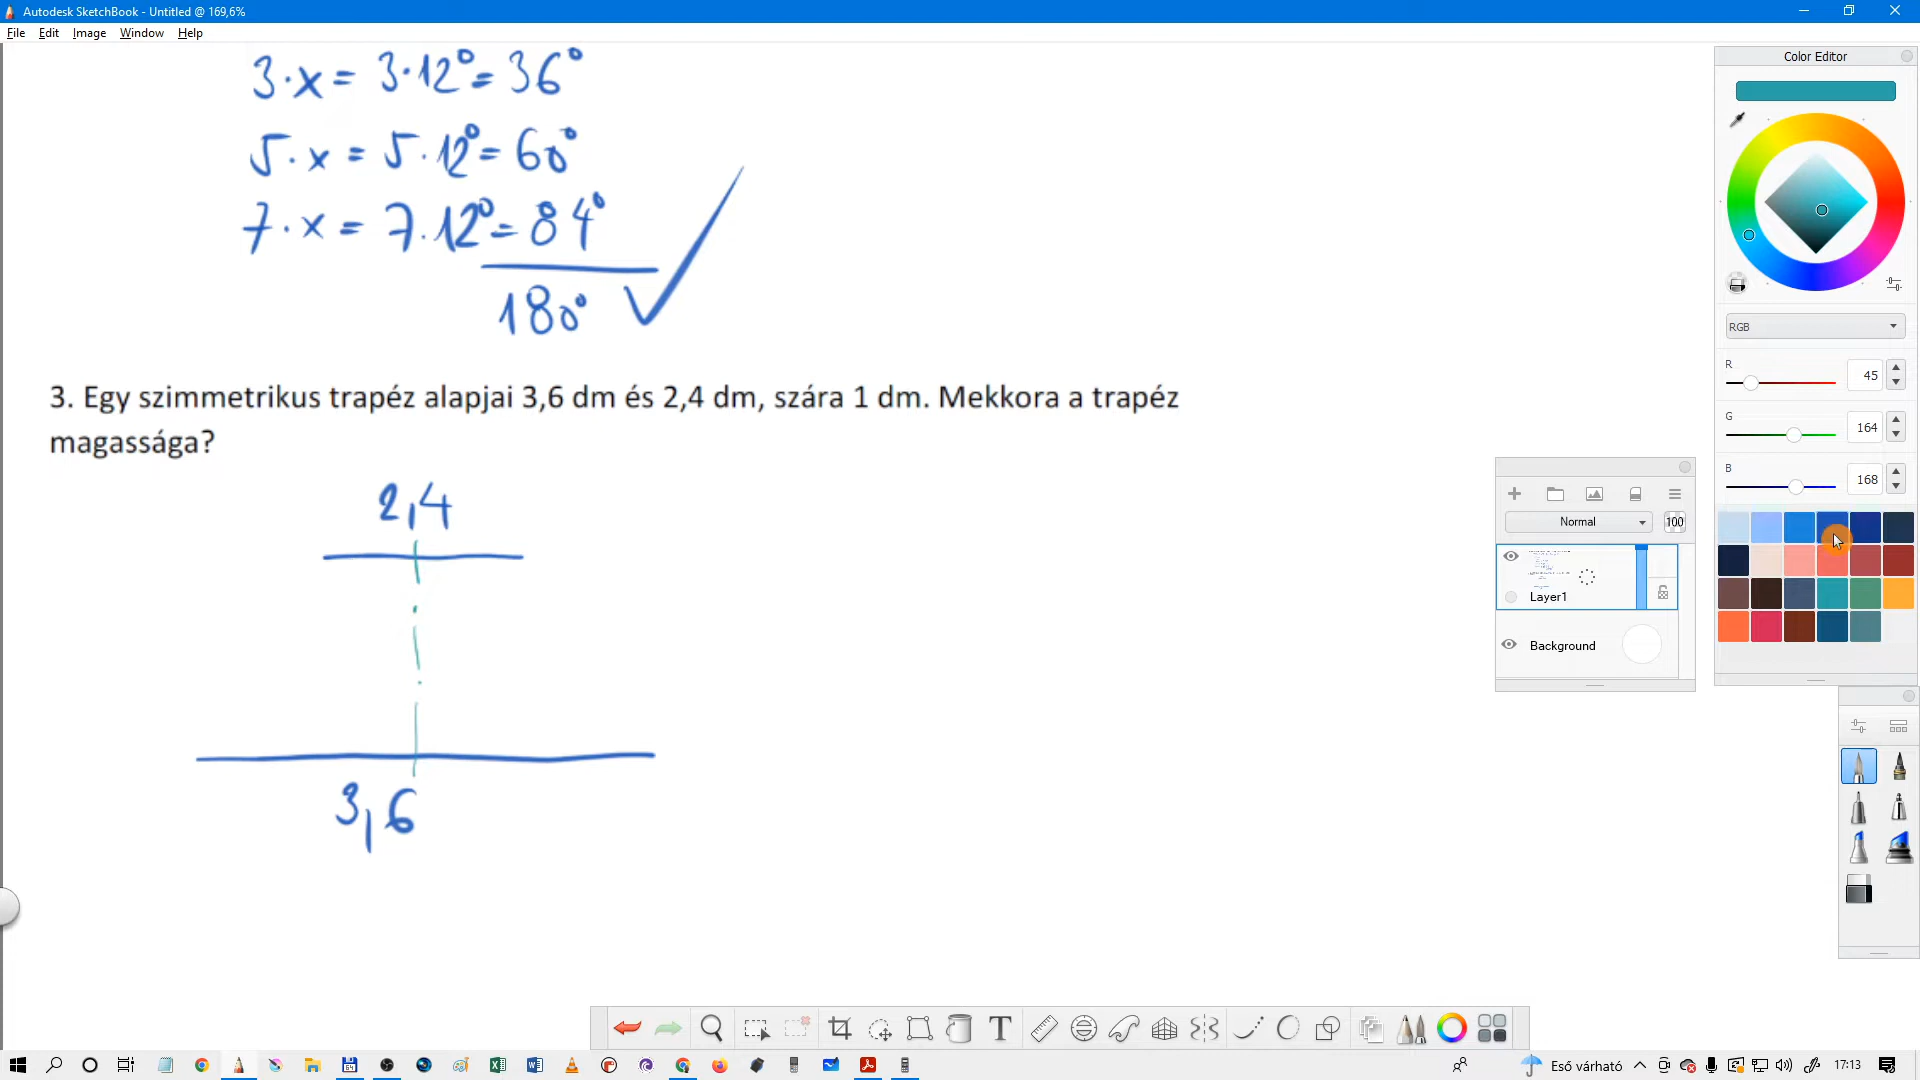 Autodesk SketchBook - Untitled @ 169,6%
File Edit Image Window Help
3·x = 3·12° = 36°
5·x = 5·12° = 60°
7·x = 7·12° = 84°
180°
3. Egy szimmetrikus trapéz alapjai 3,6 dm és 2,4 dm, szára 1 dm. Mekkora a trapéz
magassága?
2,4
3,6
Color Editor
RGB
R 45
G 164
B 168
Normal 100
Layer1
Background
Eső várható 17:13